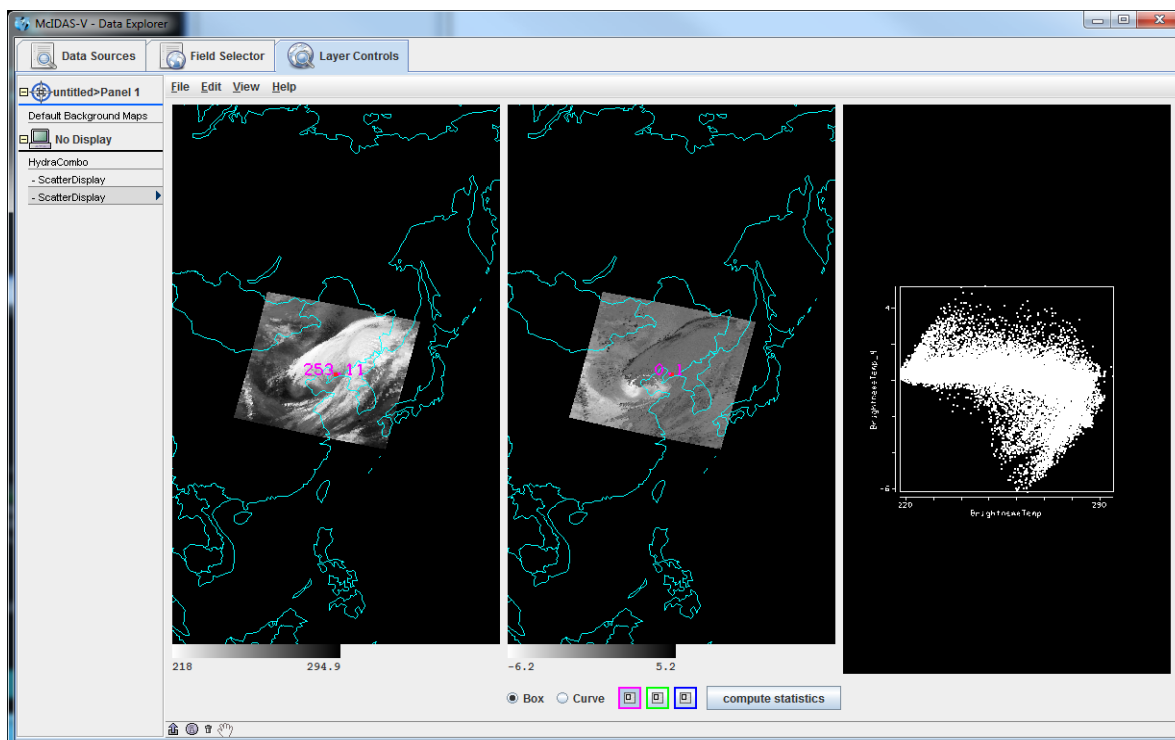 McIDAS-V - Data Explorer
Data Sources
Field Selector
Layer Controls
untitled>Panel 1
Default Background Maps
No Display
HydraCombo
- ScatterDisplay
- ScatterDisplay
File Edit View Help
253.11
218 294.9
-6.2 5.2
4
-6
BrightnessTemp_4
220 290
BrightnessTemp
Box Curve compute statistics